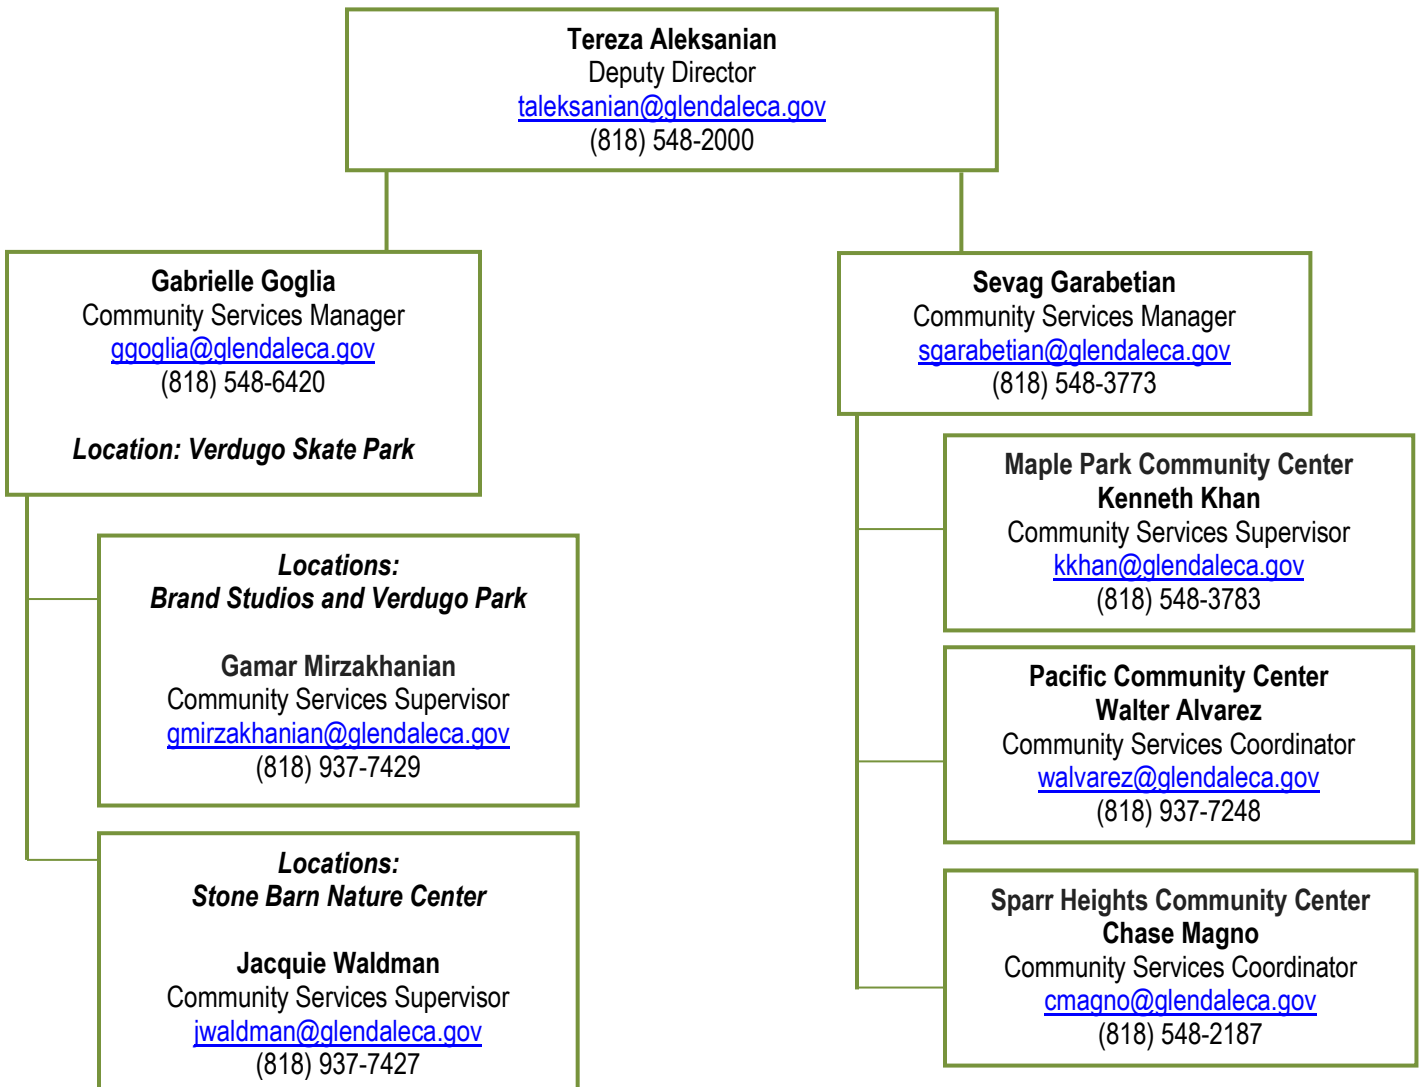 Tereza Aleksanian
Deputy Director
taleksanian@glendaleca.gov
(818) 548-2000
Gabrielle Goglia
Community Services Manager
ggoglia@glendaleca.gov
(818) 548-6420
Location: Verdugo Skate Park
Locations:
Brand Studios and Verdugo Park
Gamar Mirzakhanian
Community Services Supervisor
gmirzakhanian@glendaleca.gov
(818) 937-7429
Locations:
Stone Barn Nature Center
Jacquie Waldman
Community Services Supervisor
jwaldman@glendaleca.gov
(818) 937-7427
Sevag Garabetian
Community Services Manager
sgarabetian@glendaleca.gov
(818) 548-3773
Maple Park Community Center
Kenneth Khan
Community Services Supervisor
kkhan@glendaleca.gov
(818) 548-3783
Pacific Community Center
Walter Alvarez
Community Services Coordinator
walvarez@glendaleca.gov
(818) 937-7248
Sparr Heights Community Center
Chase Magno
Community Services Coordinator
cmagno@glendaleca.gov
(818) 548-2187